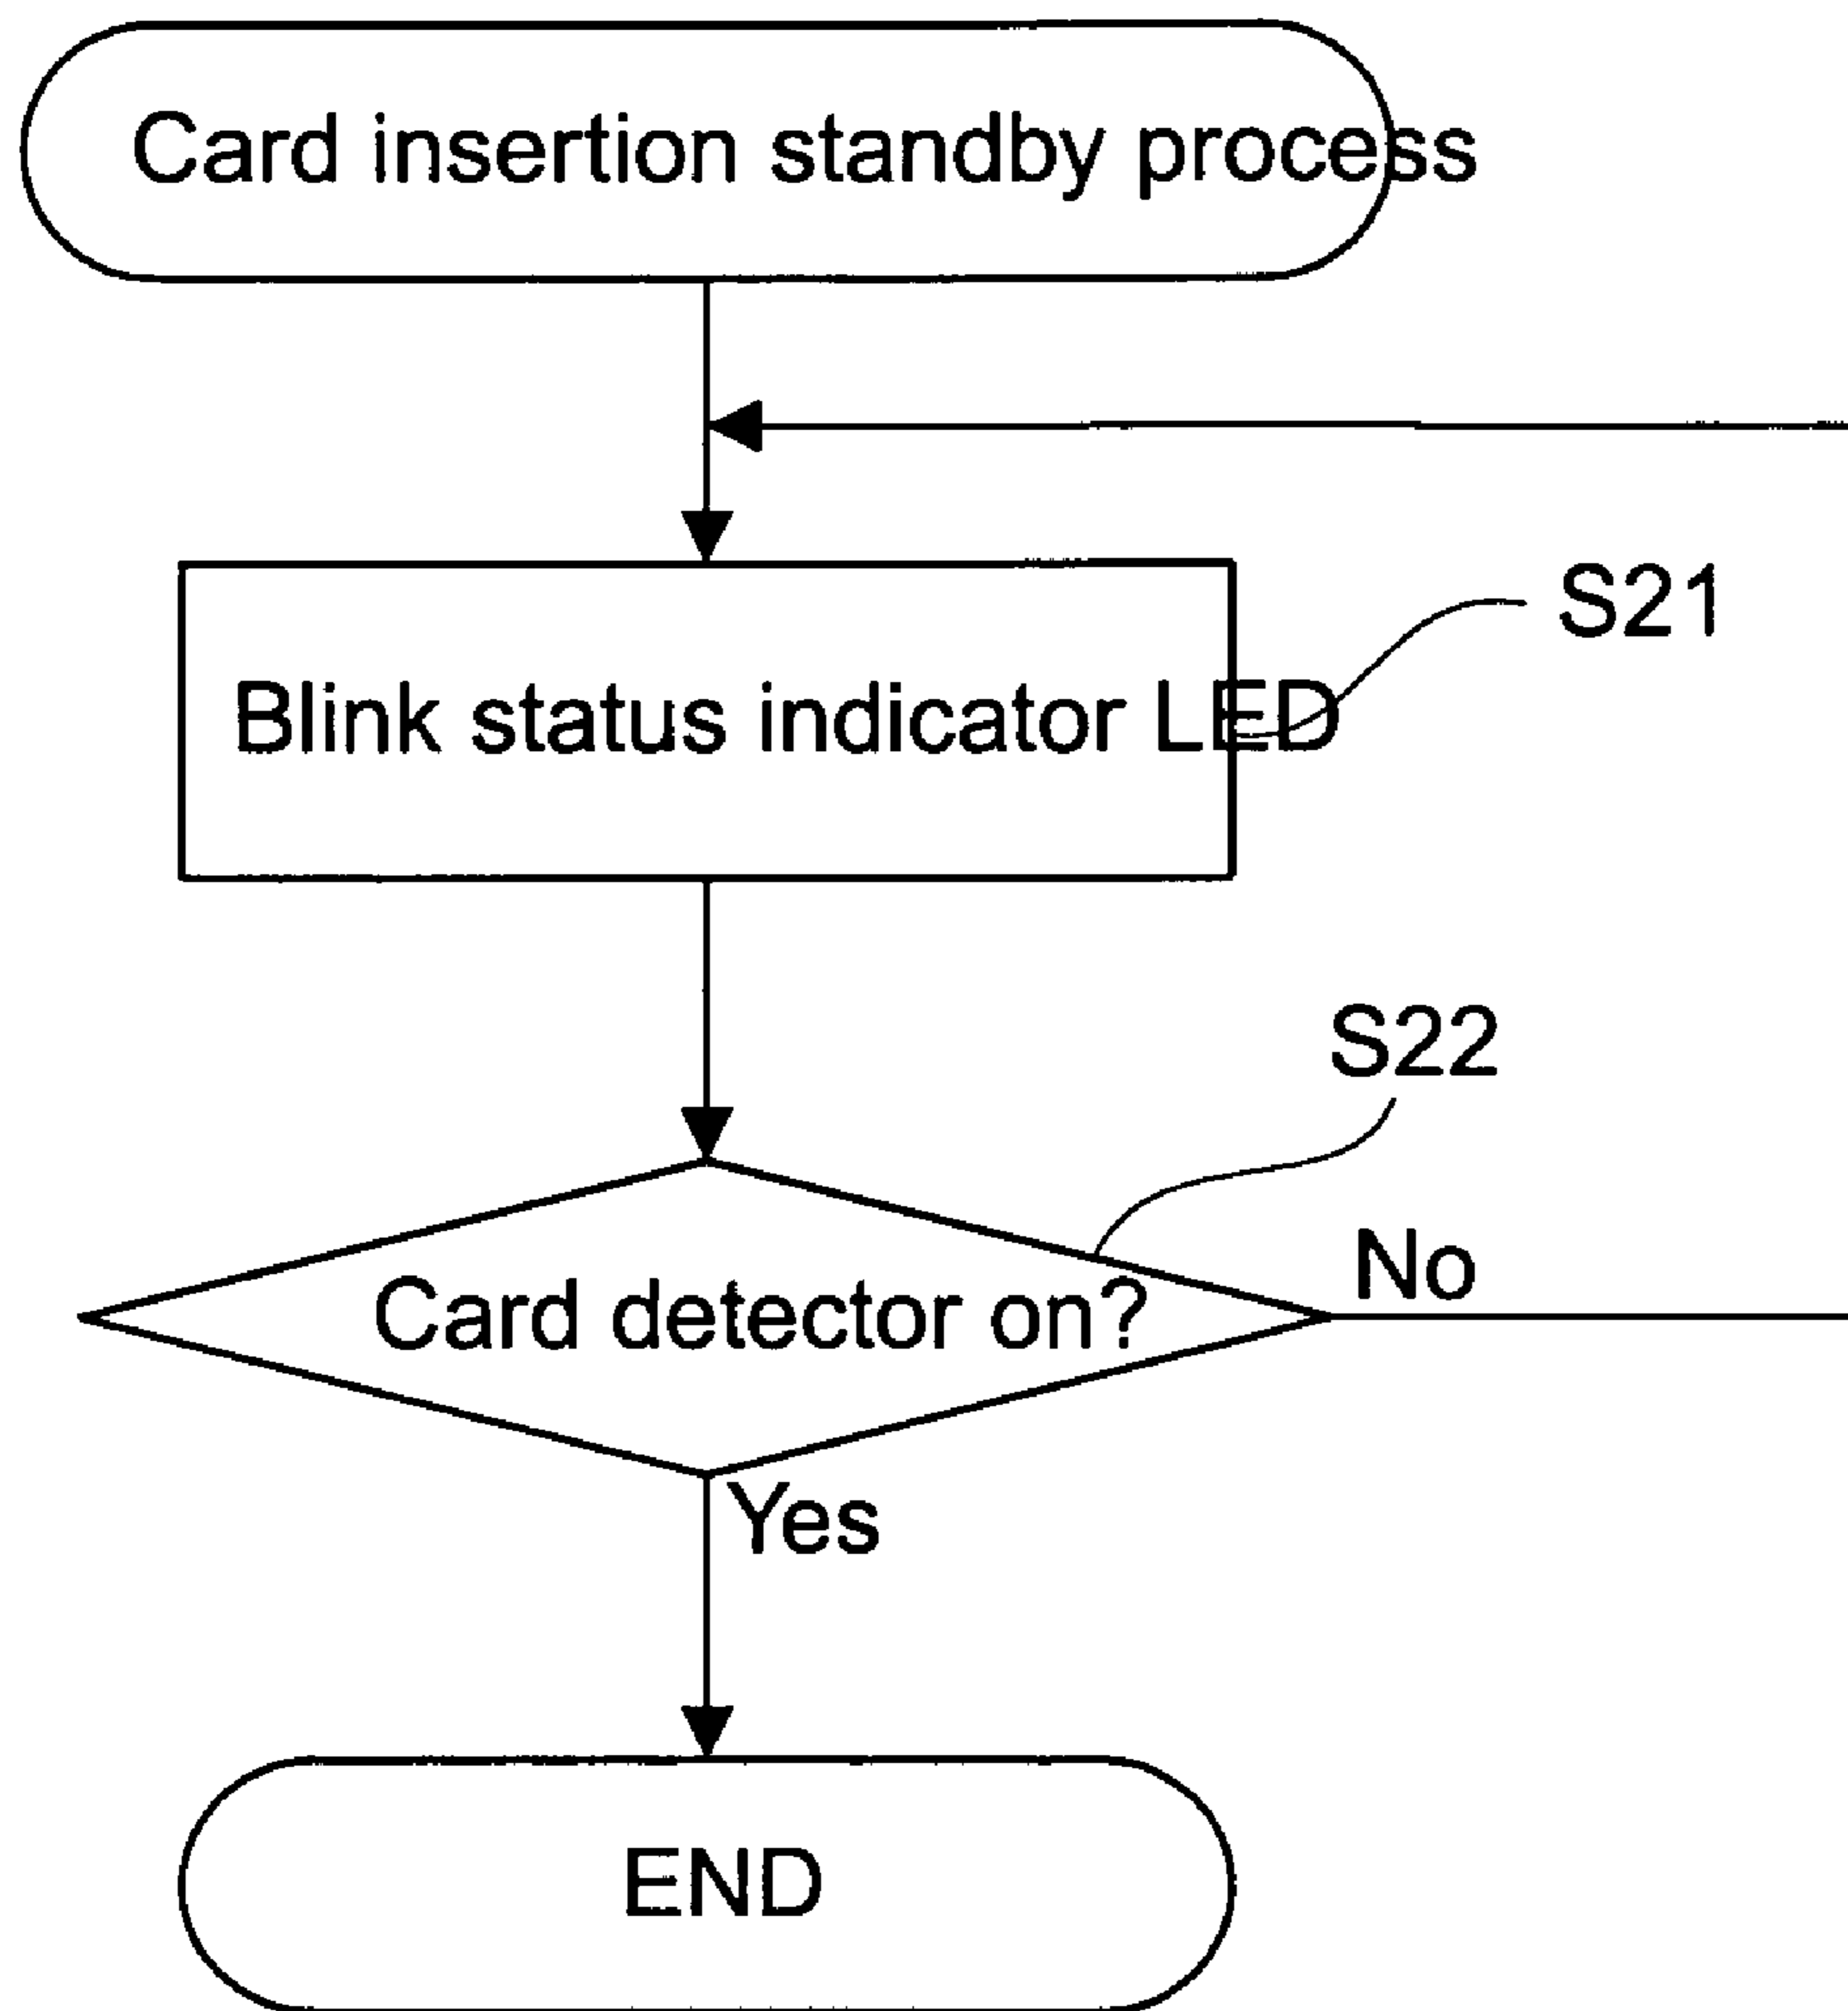 Card insertion standby process
S21
Blink status indicator LED
S22
No
Card detector on?
Yes
END